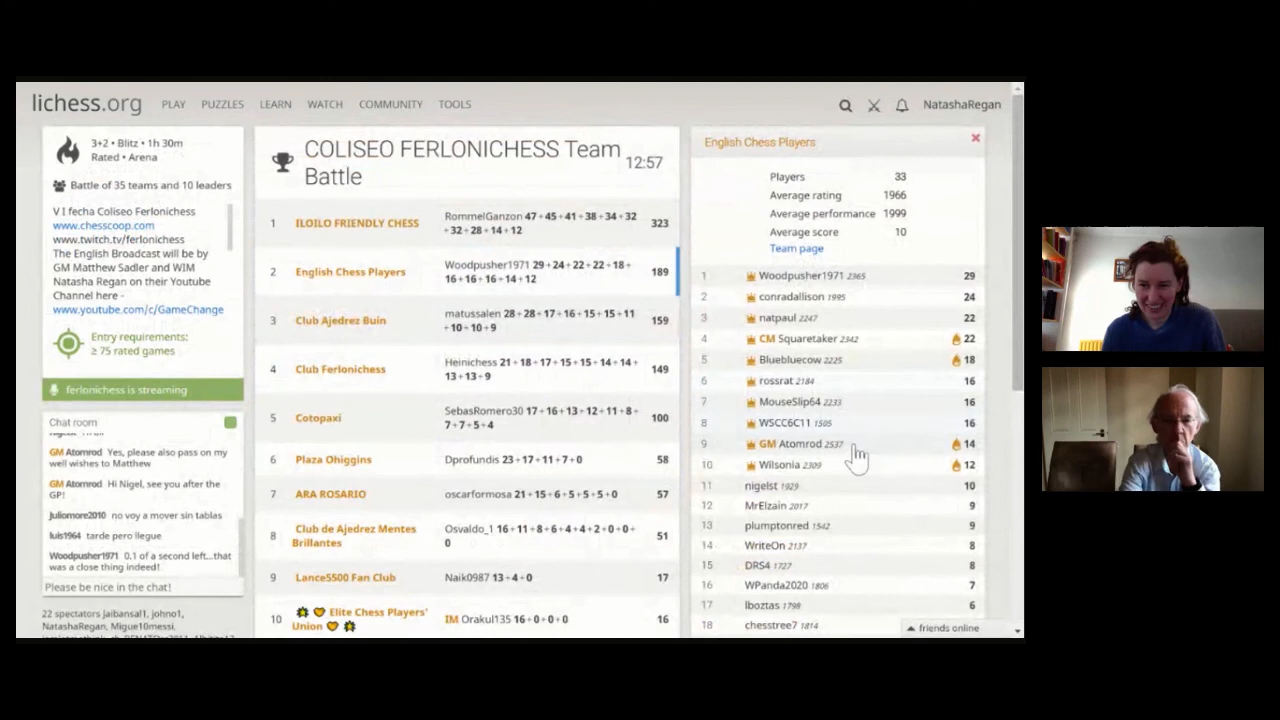 lichess.org PLAY PUZZLES LEARN WATCH COMMUNITY TOOLS NatashaRegan
3+2 • Blitz • 1h 30m
Rated • Arena
Battle of 35 teams and 10 leaders
V I fecha Coliseo Ferlonichess
www.chesscoop.com
www.twitch.tv/ferlonichess
The English Broadcast will be by
GM Matthew Sadler and WIM
Natasha Regan on their Youtube
Channel here -
www.youtube.com/c/GameChange
Entry requirements:
≥ 75 rated games
ferlonichess is streaming
Chat room
GM Atomrod Yes, please also pass on my
well wishes to Matthew
GM Atomrod Hi Nigel, see you after the
GP!
Juliomore2010 no voy a mover sin tablas
luis1964 tarde pero llegue
Woodpusher1971 0.1 of a second left...that
was a close thing indeed!
Please be nice in the chat!
22 spectators Jaibansal1, johno1,
NatashaRegan, Migue10messi,
COLISEO FERLONICHESS Team
Battle
12:57
1 ILOILO FRIENDLY CHESS RommelGanzon 47+45+41+38+34+32
+32+28+14+12 323
2 English Chess Players Woodpusher1971 29+24+22+22+18+
16+16+16+14+12 189
3 Club Ajedrez Buin matussalen 28+28+17+16+15+15+11
+10+10+9 159
4 Club Ferlonichess Heinichess 21+18+17+15+15+14+14+
13+13+9 149
5 Cotopaxi SebasRomero30 17+16+13+12+11+8+
7+7+5+4 100
6 Plaza Ohiggins Dprofundis 23+17+11+7+0 58
7 ARA ROSARIO oscarformosa 21+15+6+5+5+5+0 57
8 Club de Ajedrez Mentes
Brillantes Osvaldo_1 16+11+8+6+4+4+2+0+0+
0 51
9 Lance5500 Fan Club Naik0987 13+4+0 17
10 Elite Chess Players'
Union IM Orakul135 16+0+0+0 16
English Chess Players
Players 33
Average rating 1966
Average performance 1999
Average score 10
Team page
1 Woodpusher1971 2365 29
2 conradallison 1995 24
3 natpaul 2247 22
4 CM Squaretaker 2342 22
5 Bluebluecow 2225 18
6 rossrat 2184 16
7 MouseSlip64 2233 16
8 WSCC6C11 1505 16
9 GM Atomrod 2537 14
10 Wilsonia 2309 12
11 nigelst 1929 10
12 MrElzain 2017 9
13 plumptonred 1542 9
14 WriteOn 2137 8
15 DRS4 1727 8
16 WPanda2020 1806 7
17 lboztas 1798 6
18 chesstree7 1814
friends online